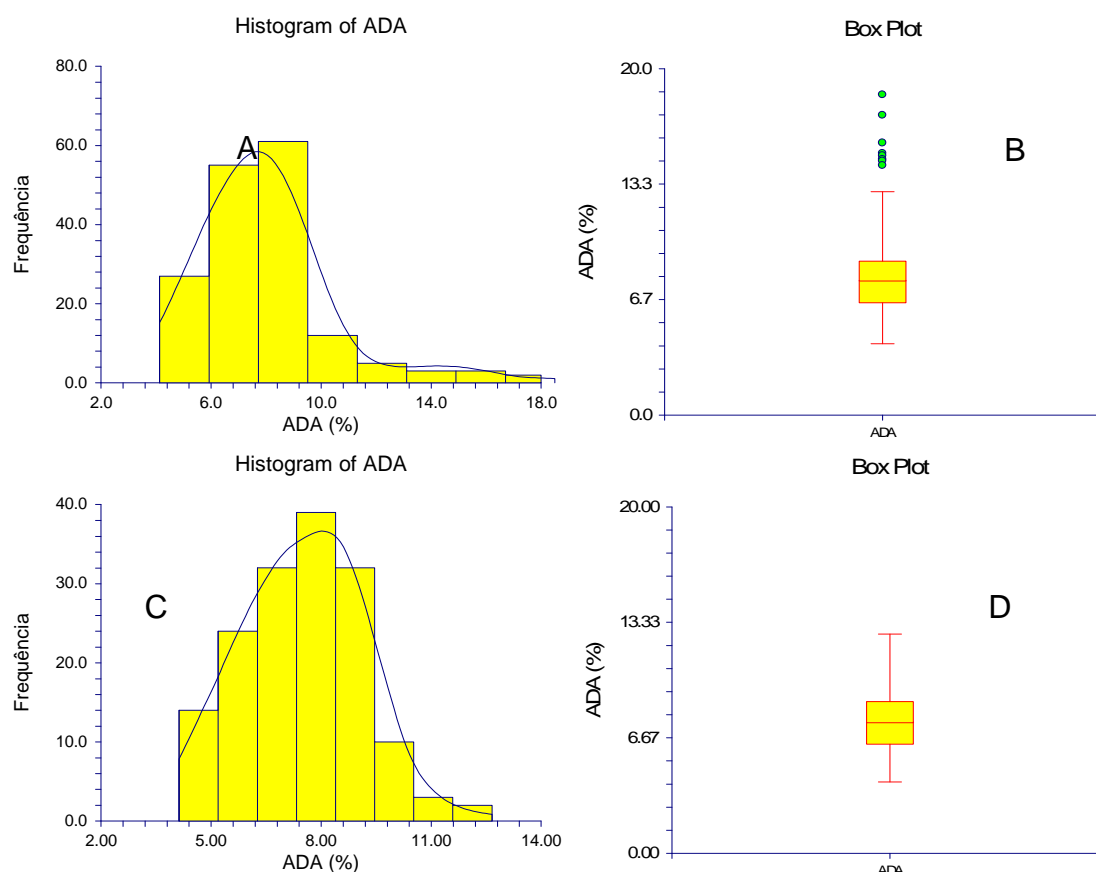 Histogram of ADA
80.0
60.0
40.0
20.0
0.0
Frequência
A
2.0 6.0 10.0 14.0 18.0
ADA (%)
Box Plot
20.0
13.3
6.7
0.0
ADA (%)
B
ADA
Histogram of ADA
40.0
30.0
20.0
10.0
0.0
Frequência
C
2.00 5.00 8.00 11.00 14.00
ADA (%)
Box Plot
20.00
13.33
6.67
0.00
ADA (%)
D
ADA